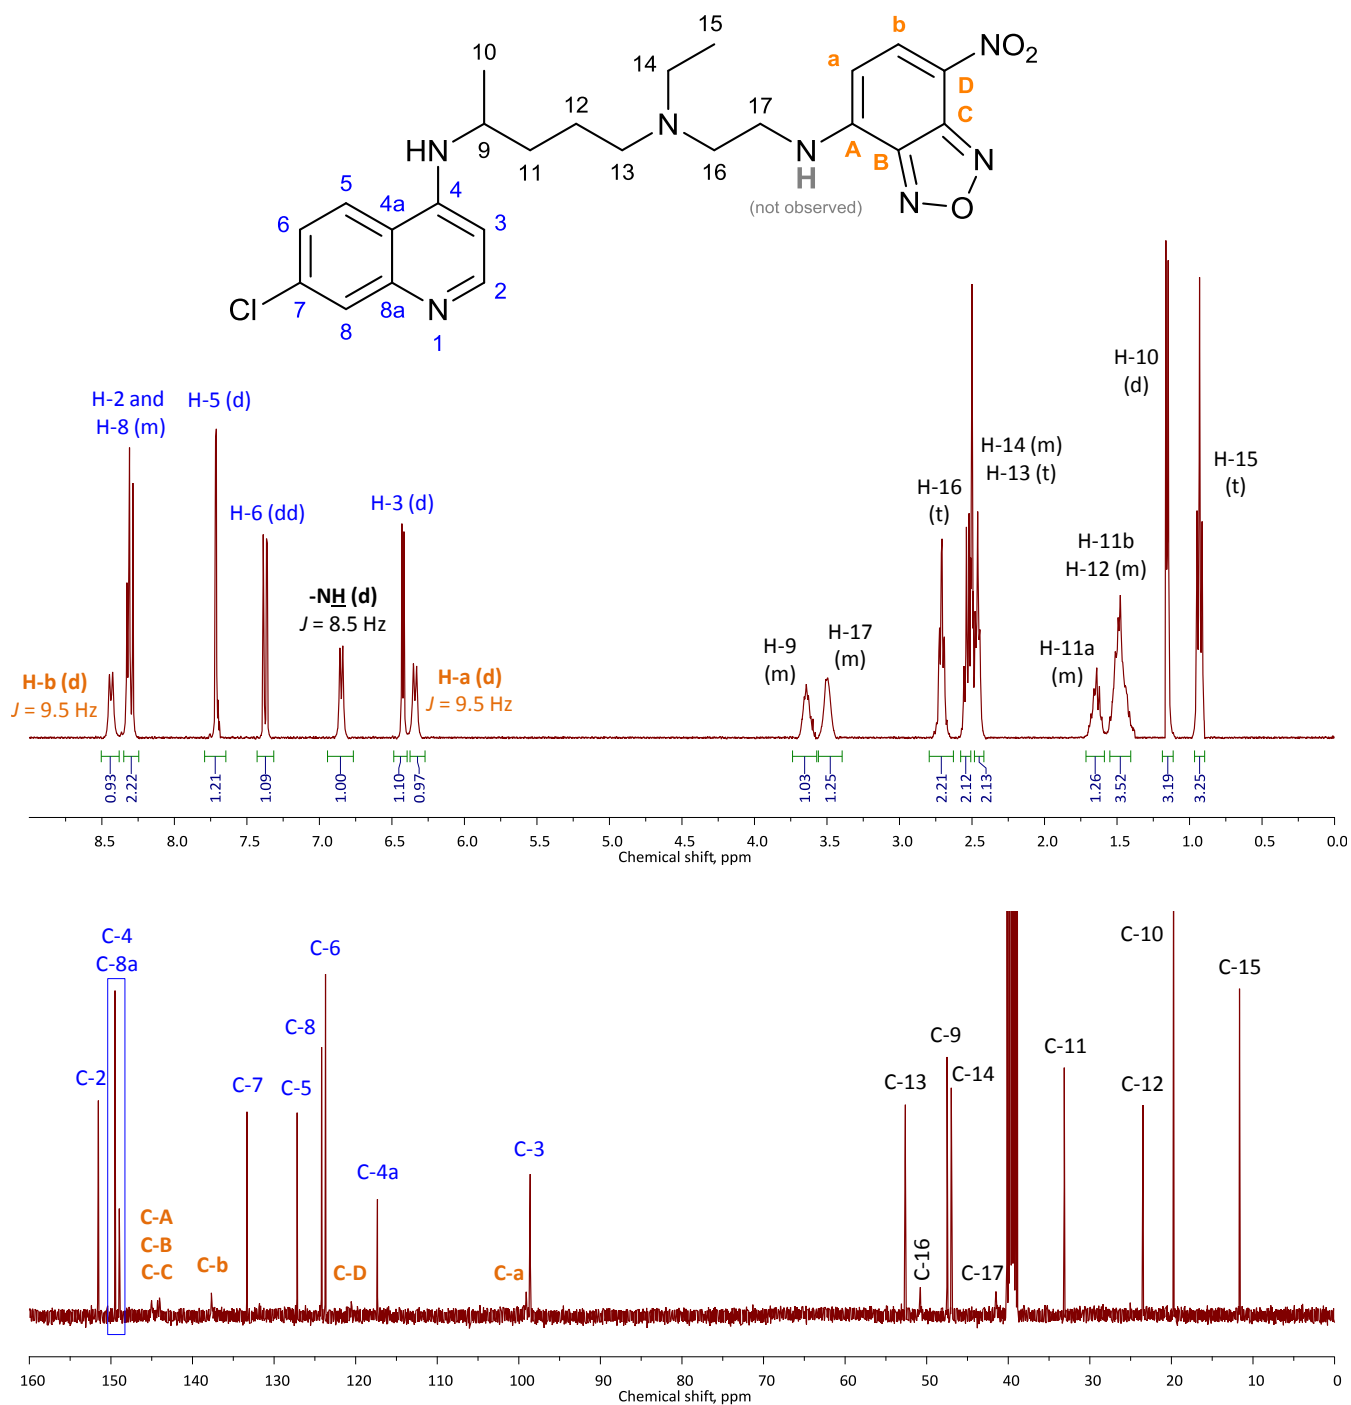 15
10
14
b
NO2
a
D
12
17
C
N
HN
9
N
A
B
N
11
13
16
H
(not observed)
N
O
5
4
4a
6
3
2
Cl
7
8a
N
8
1
H-2 and
H-8 (m)
H-5 (d)
H-6 (dd)
-NH (d)
J = 8.5 Hz
H-3 (d)
H-b (d)
J = 9.5 Hz
H-a (d)
J = 9.5 Hz
H-9
(m)
H-17
(m)
H-16
(t)
H-14 (m)
H-13 (t)
H-11a
(m)
H-11b
H-12 (m)
H-10
(d)
H-15
(t)
0.93 2.22 1.21 1.09 1.00 1.10 0.97 1.03 1.25 2.21 2.12 2.13 1.26 3.52 3.19 3.25
8.5 8.0 7.5 7.0 6.5 6.0 5.5 5.0 4.5 4.0 3.5 3.0 2.5 2.0 1.5 1.0 0.5 0.0
Chemical shift, ppm
C-4
C-8a
C-2
C-A
C-B
C-C
C-b
C-7
C-5
C-8
C-6
C-D
C-4a
C-a
C-3
C-13
C-16
C-9
C-14
C-17
C-11
C-12
C-10
C-15
160 150 140 130 120 110 100 90 80 70 60 50 40 30 20 10 0
Chemical shift, ppm